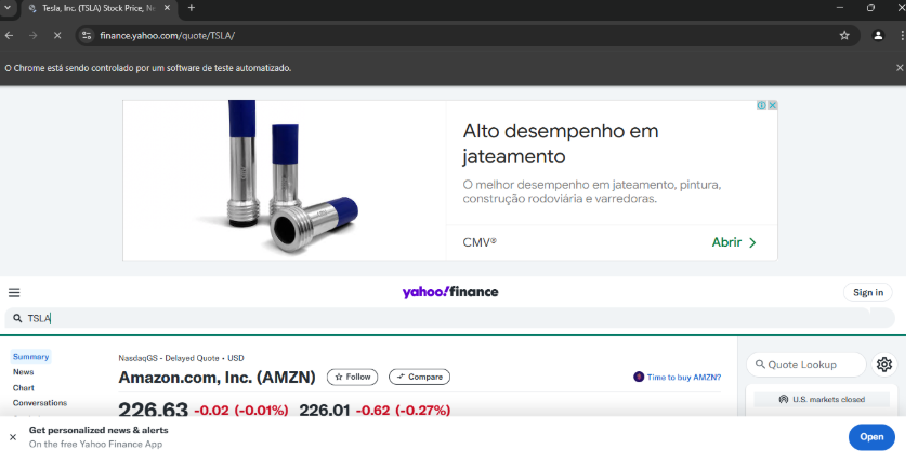 Tesla, Inc. (TSLA) Stock Price, Ne
finance.yahoo.com/quote/TSLA/
O Chrome está sendo controlado por um software de teste automatizado.
Alto desempenho em
jateamento
O melhor desempenho em jateamento, pintura,
construção rodoviária e varredoras.
CMV®
Abrir
yahoo!finance
Sign in
TSLA
Summary
News
Chart
Conversations
NasdaqGS • Delayed Quote • USD
Amazon.com, Inc. (AMZN)
Follow
Compare
Time to buy AMZN?
226.63 -0.02 (-0.01%) 226.01 -0.62 (-0.27%)
Quote Lookup
U.S. markets closed
Get personalized news & alerts
On the free Yahoo Finance App
Open